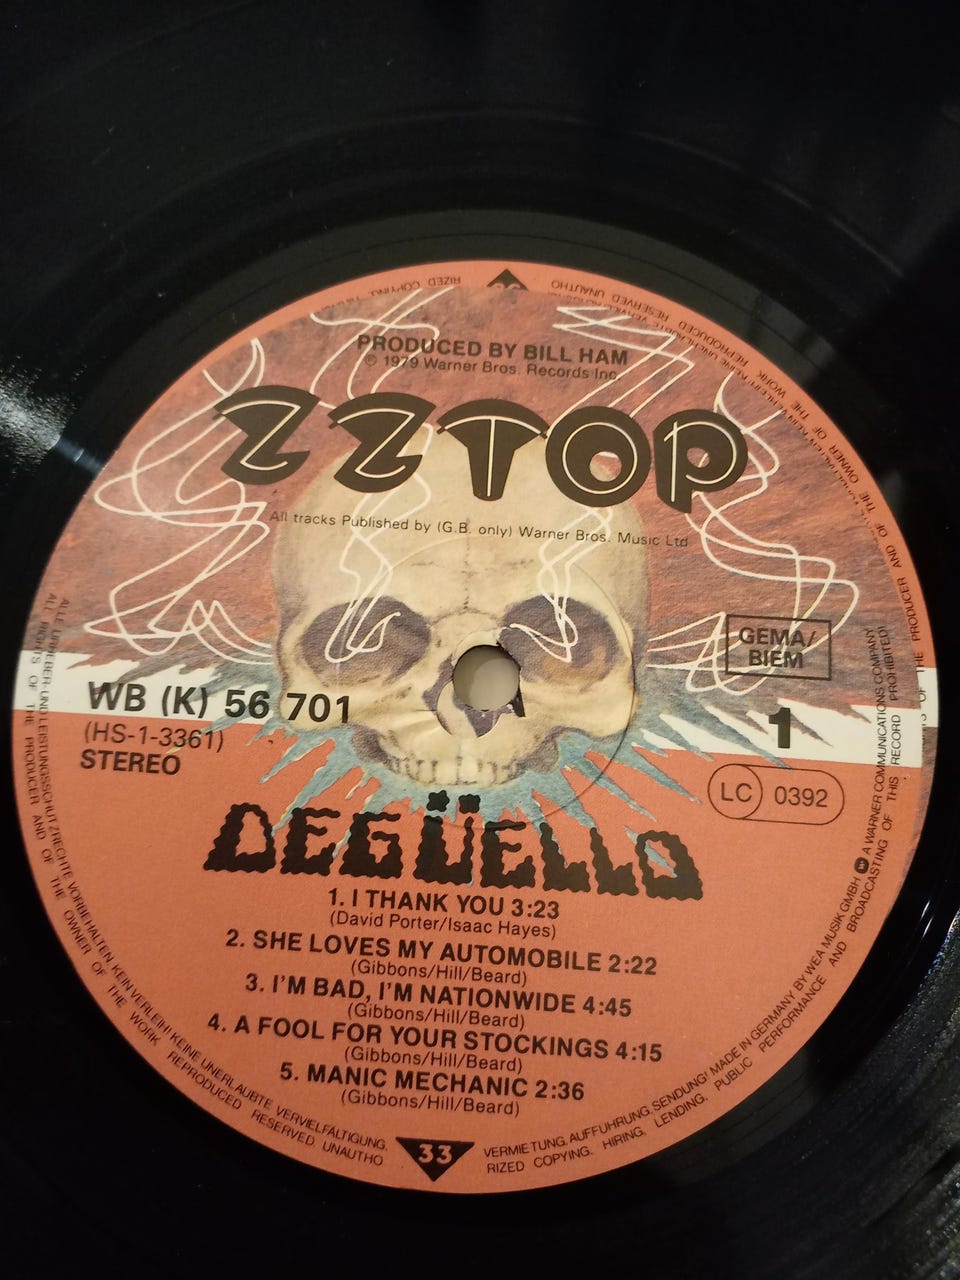 PRODUCED BY BILL HAM
℗ 1979 Warner Bros. Records Inc.
ZZ TOP
All tracks Published by (G.B. only) Warner Bros. Music Ltd
GEMA/
BIEM
WB (K) 56 701
(HS-1-3361)
STEREO
1
LC 0392
DEGÜELLO
1. I THANK YOU 3:23
(David Porter/Isaac Hayes)
2. SHE LOVES MY AUTOMOBILE 2:22
(Gibbons/Hill/Beard)
3. I'M BAD, I'M NATIONWIDE 4:45
(Gibbons/Hill/Beard)
4. A FOOL FOR YOUR STOCKINGS 4:15
(Gibbons/Hill/Beard)
5. MANIC MECHANIC 2:36
(Gibbons/Hill/Beard)
ALLE URHEBER-UND LEISTUNGSSCHUTZRECHTE VORBEHALTEN KEIN VERLEIH! KEINE UNERLAUBTE VERVIELFÄLTIGUNG,
VERMIETUNG, AUFFÜHRUNG, SENDUNG! MADE IN GERMANY BY WEA MUSIK GMBH A WARNER COMMUNICATIONS COMPANY
ALL RIGHTS OF THE PRODUCER AND OF THE OWNER OF THE WORK REPRODUCED RESERVED. UNAUTHO
RIZED COPYING, HIRING, LENDING, PUBLIC PERFORMANCE AND BROADCASTING OF THIS RECORD PROHIBITED!
33